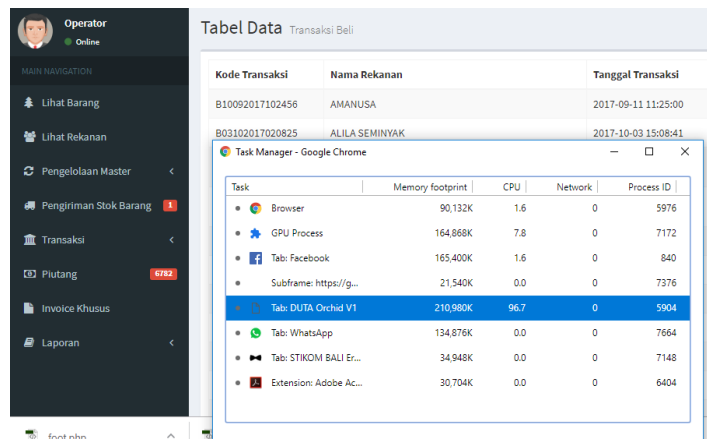 Operator
Online
Tabel Data Transaksi Beli
MAIN NAVIGATION
Lihat Barang
Lihat Rekanan
Pengelolaan Master
Pengiriman Stok Barang 1
Transaksi
Piutang 6782
Invoice Khusus
Laporan
Kode Transaksi Nama Rekanan Tanggal Transaksi
B10092017102456 AMANUSA 2017-09-11 11:25:00
B03102017020825 ALILA SEMINYAK 2017-10-03 15:08:41
Task Manager - Google Chrome
Task Memory footprint CPU Network Process ID
Browser 90,132K 1.6 0 5976
GPU Process 164,868K 7.8 0 7172
Tab: Facebook 165,400K 1.6 0 840
Subframe: https://g... 21,540K 0.0 0 7376
Tab: DUTA Orchid V1 210,980K 96.7 0 5904
Tab: WhatsApp 134,876K 0.0 0 7664
Tab: STIKOM BALI Er... 34,948K 0.0 0 7148
Extension: Adobe Ac... 30,704K 0.0 0 6404
foot.php